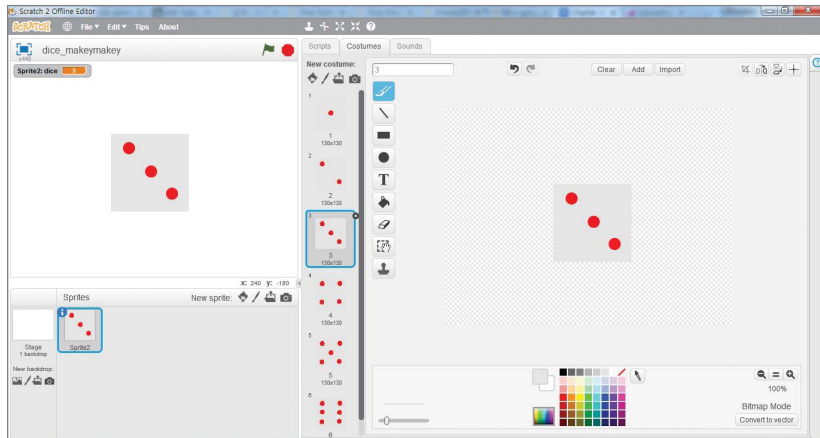 Scratch 2 Offline Editor
SCRATCH File▼ Edit▼ Tips About
dice_makeymakey
Sprite2: dice 3
x: 240 y: -180
Sprites New sprite:
Stage
1 backdrop
Sprite2
New backdrop:
Scripts Costumes Sounds
New costume:
1
1
130x130
2
2
130x130
3
3
130x130
4
4
130x130
5
5
130x130
6
6
3
Clear Add Import
T
100%
Bitmap Mode
Convert to vector